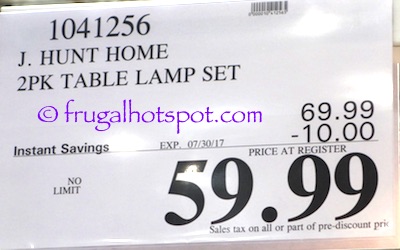 1041256
J. HUNT HOME
2PK TABLE LAMP SET
© frugalhotspot.com
69.99
-10.00
Instant Savings EXP. 07/30/17
PRICE AT REGISTER
NO
LIMIT
59.99
Sales tax on all or part of pre-discount